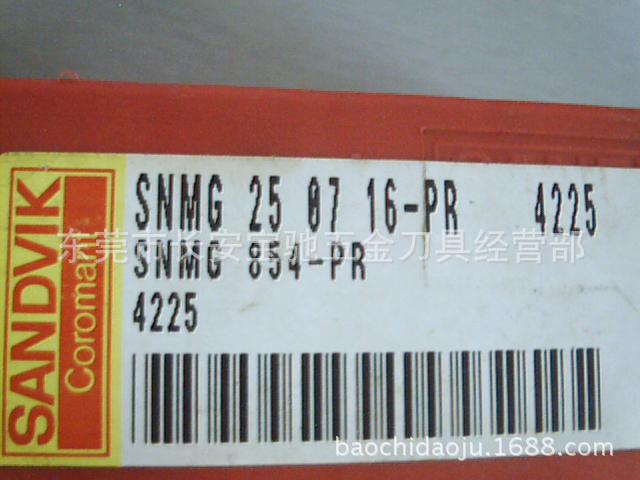 SANDVIK
Coromant
SNMG 25 07 16-PR 4225
东莞市长安宝驰五金刀具经营部
SNMG 854-PR
4225
baochidaoju.1688.com